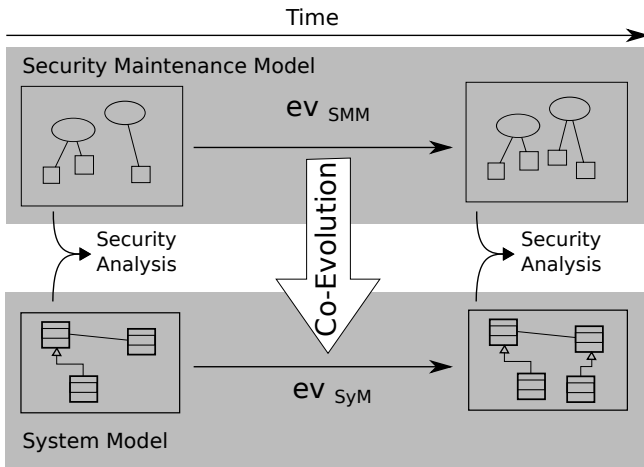 Time
Security Maintenance Model
ev SMM
Co-Evolution
Security
Analysis
Security
Analysis
ev SyM
System Model